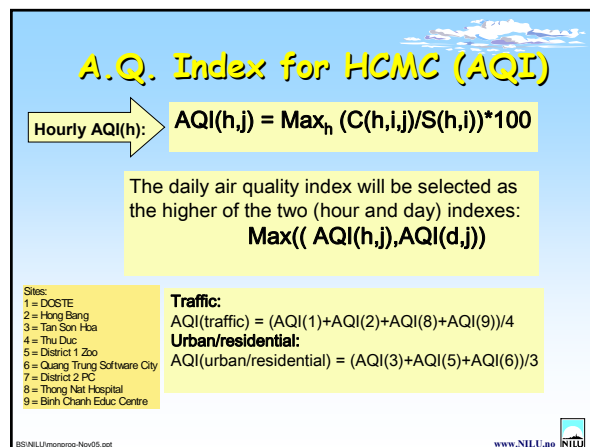 A.Q. Index for HCMC (AQI)
Hourly AQI(h):
AQI(h,j) = Maxh (C(h,i,j)/S(h,i))*100
The daily air quality index will be selected as
the higher of the two (hour and day) indexes:
Max(( AQI(h,j),AQI(d,j))
Sites:
1 = DOSTE
2 = Hong Bang
3 = Tan Son Hoa
4 = Thu Duc
5 = District 1 Zoo
6 = Quang Trung Software City
7 = District 2 PC
8 = Thong Nat Hospital
9 = Binh Chanh Educ Centre
Traffic:
AQI(traffic) = (AQI(1)+AQI(2)+AQI(8)+AQI(9))/4
Urban/residential:
AQI(urban/residential) = (AQI(3)+AQI(5)+AQI(6))/3
BS\NILU\monprog-Nov05.ppt
www.NILU.no
NILU